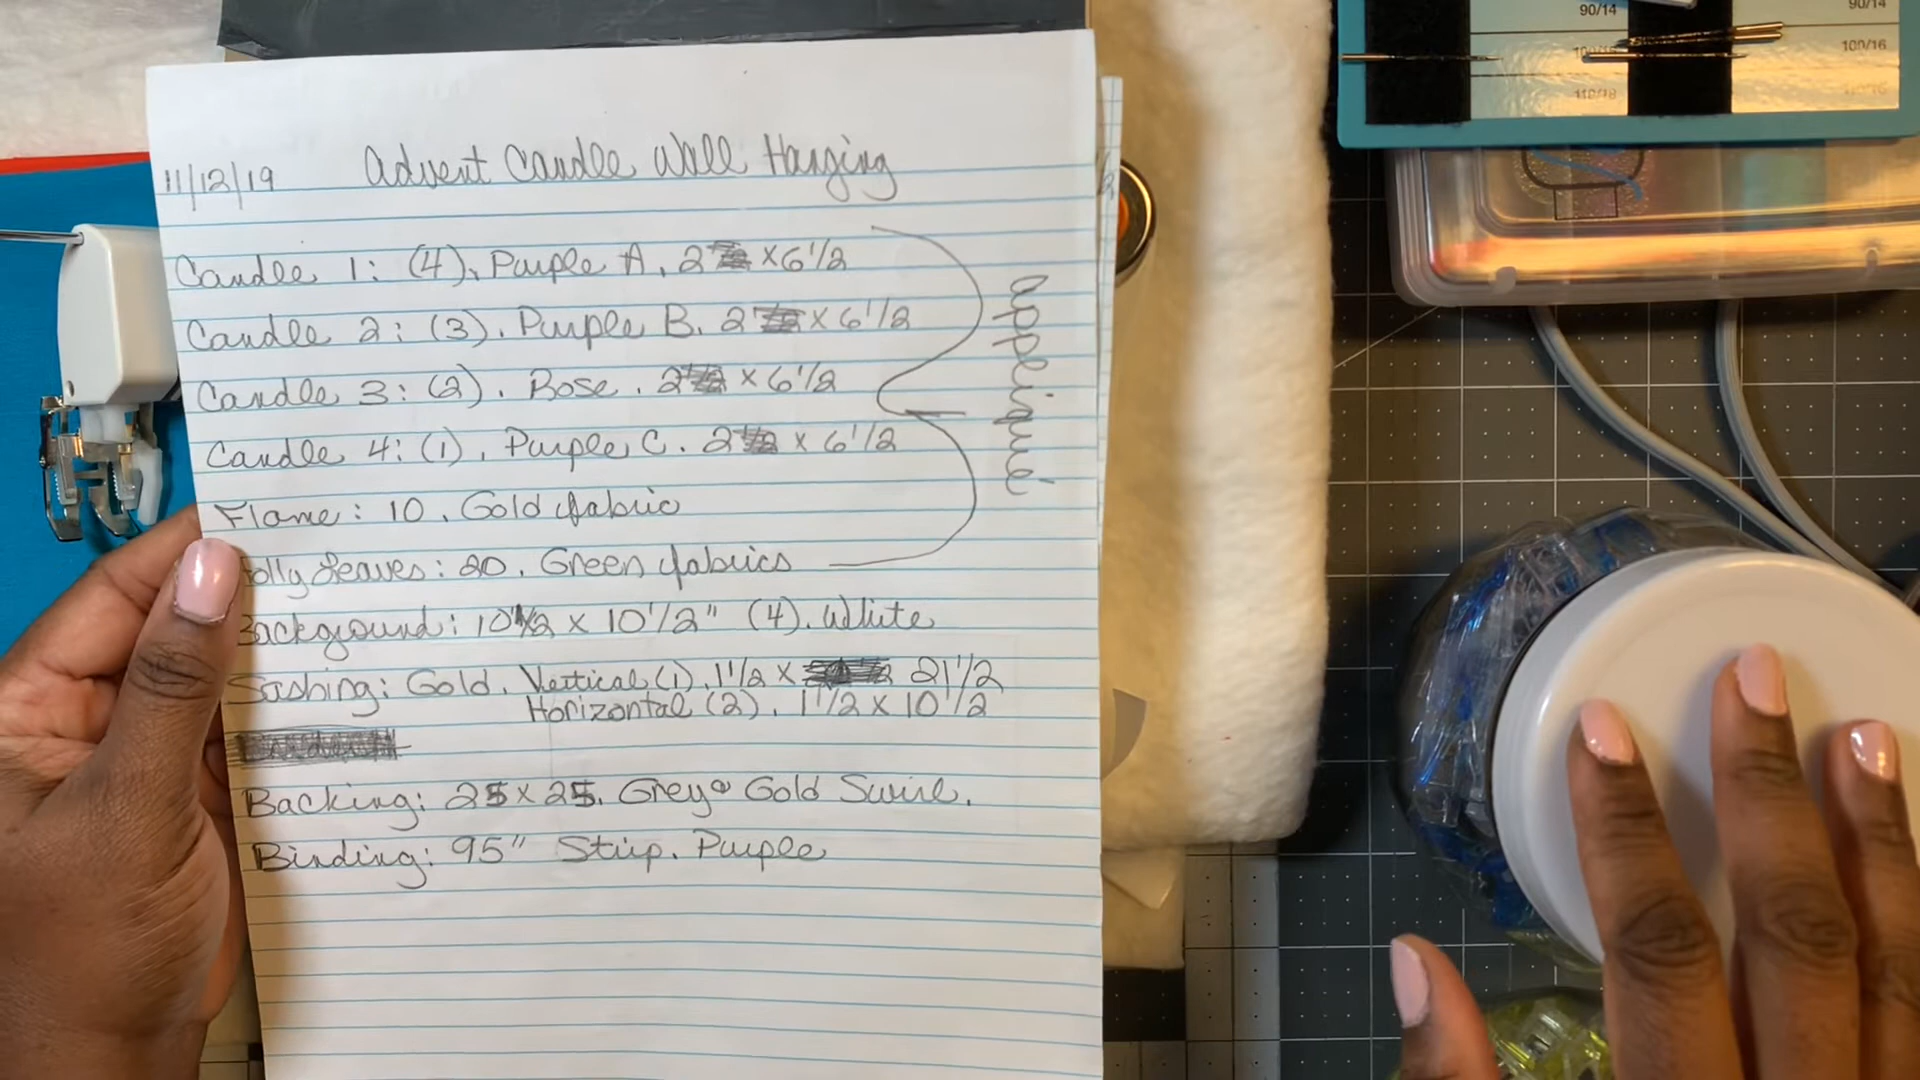 11/12/19 Advent Candle Wall Hanging
Candle 1: (4), Purple A. 2 x 6 1/2
Candle 2: (3). Purple B. 2 x 6 1/2
Candle 3: (2). Rose. 2 x 6 1/2
Candle 4: (1), Purple C. 2 x 6 1/2
Appliqué
Flame: 10. Gold fabric
olly Leaves: 20. Green fabrics
Background: 10 1/2 x 10 1/2" (4). White
Sashing: Gold. Vertical (1). 1 1/2 x 21 1/2
Horizontal (2). 1 1/2 x 10 1/2
Backing: 25 x 25. Grey Gold Swirl.
Binding: 95" Strip. Purple
90/14
90/14
100/16
110/18